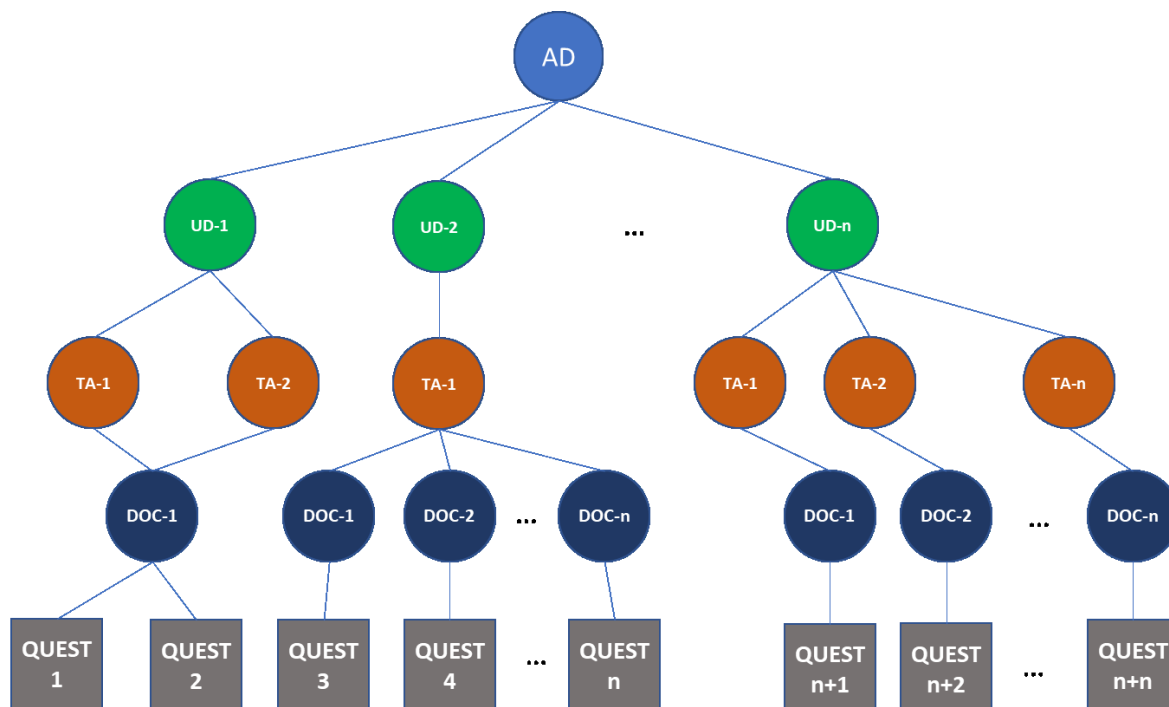 AD
UD-1
UD-2
...
UD-n
TA-1
TA-2
TA-1
TA-1
TA-2
TA-n
DOC-1
DOC-1
DOC-2
...
DOC-n
DOC-1
DOC-2
...
DOC-n
QUEST
1
QUEST
2
QUEST
3
QUEST
4
...
QUEST
n
QUEST
n+1
QUEST
n+2
...
QUEST
n+n